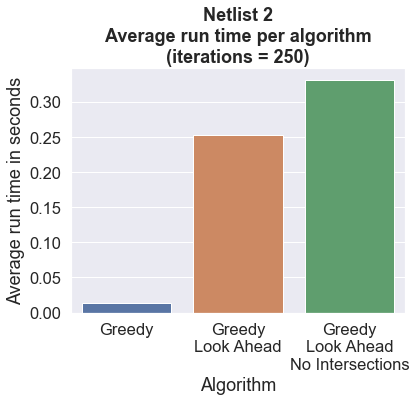 Netlist 2
Average run time per algorithm
(iterations = 250)
Average run time in seconds
0.30
0.25
0.20
0.15
0.10
0.05
0.00
Greedy
Greedy
Look Ahead
Greedy
Look Ahead
No Intersections
Algorithm